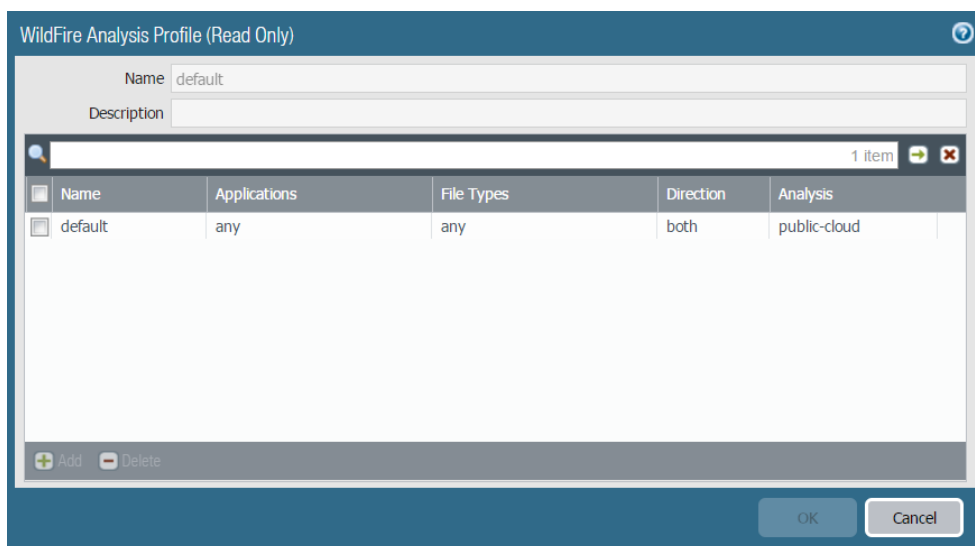 WildFire Analysis Profile (Read Only)
Name default
Description
1 item
Name Applications File Types Direction Analysis
default any any both public-cloud
Add Delete
OK Cancel